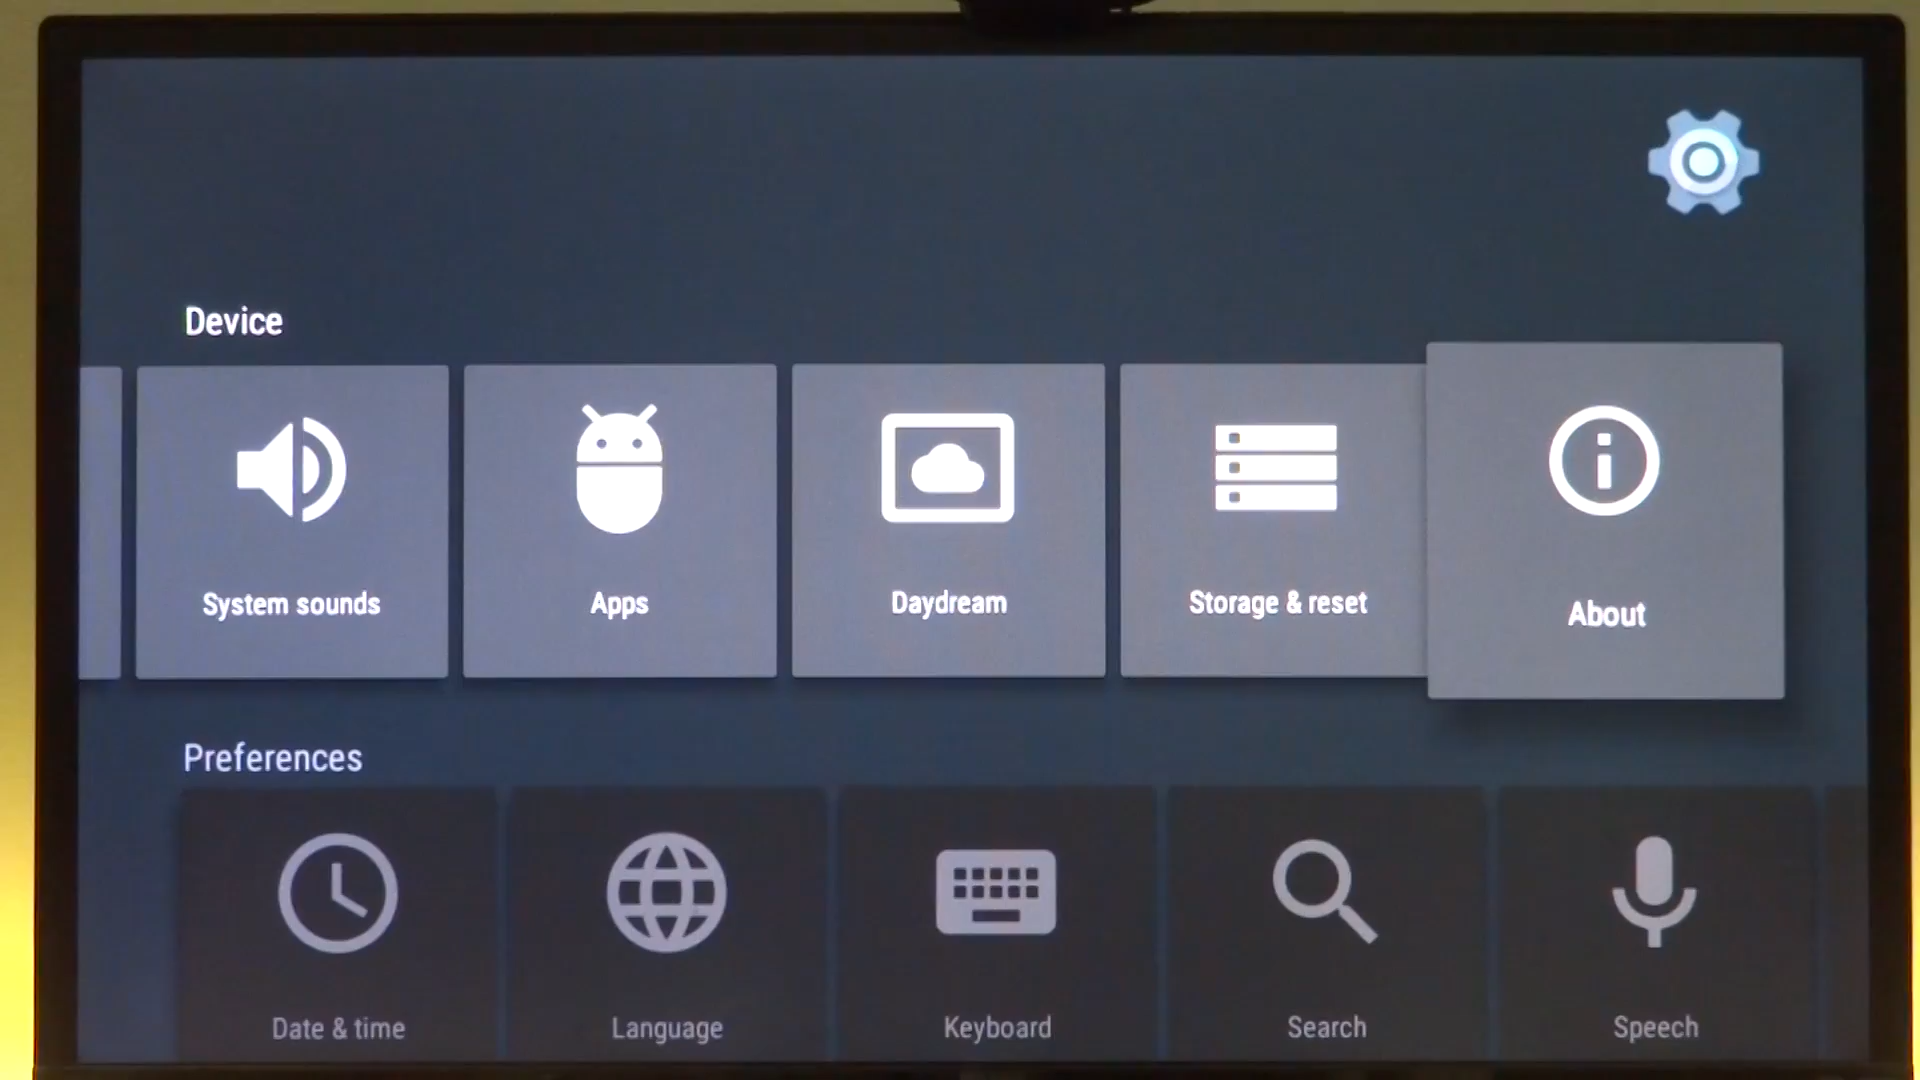 Device
System sounds
Apps
Daydream
Storage & reset
About
Preferences
Date & time
Language
Keyboard
Search
Speech